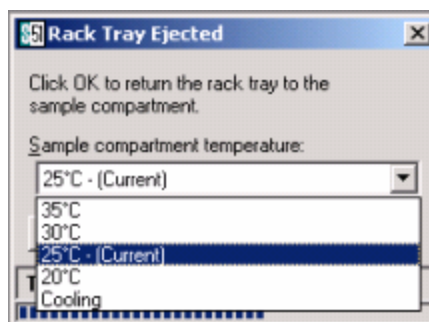 S5 Rack Tray Ejected
Click OK to return the rack tray to the
sample compartment.
Sample compartment temperature:
25°C - (Current)
35°C
30°C
25°C - (Current)
20°C
Cooling